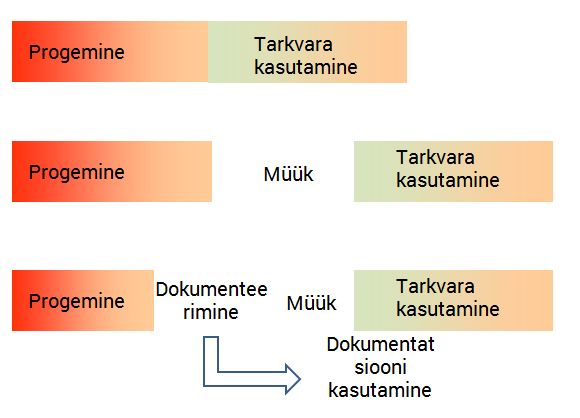 Progemine
Tarkvara
kasutamine
Progemine
Müük
Tarkvara
kasutamine
Progemine
Dokumentee
rimine
Müük
Tarkvara
kasutamine
Dokumentat
siooni
kasutamine